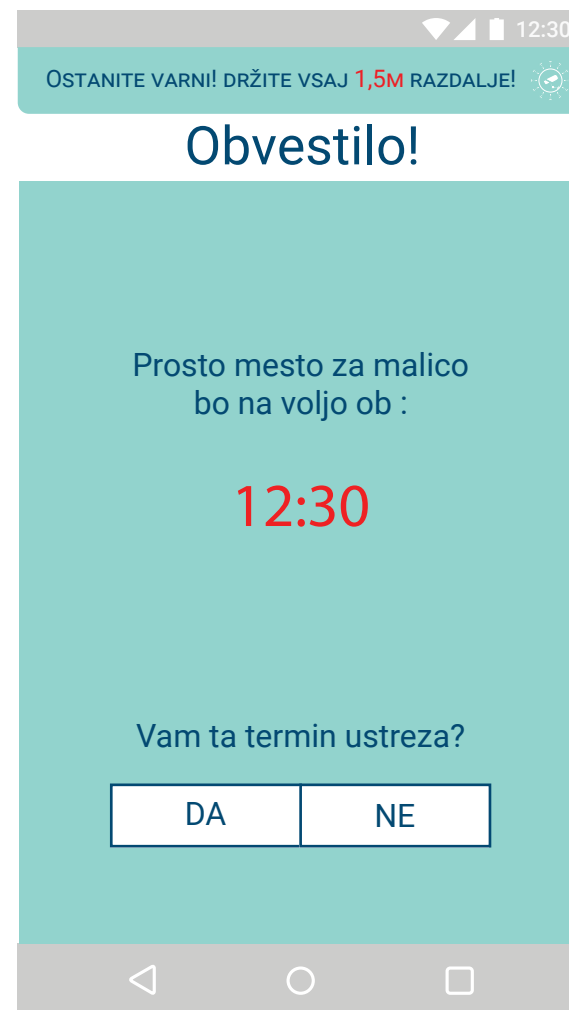 12:30
OSTANITE VARNI! DRŽITE VSAJ 1,5M RAZDALJE!
Obvestilo!
Prosto mesto za malico
bo na voljo ob :
12:30
Vam ta termin ustreza?
DA
NE